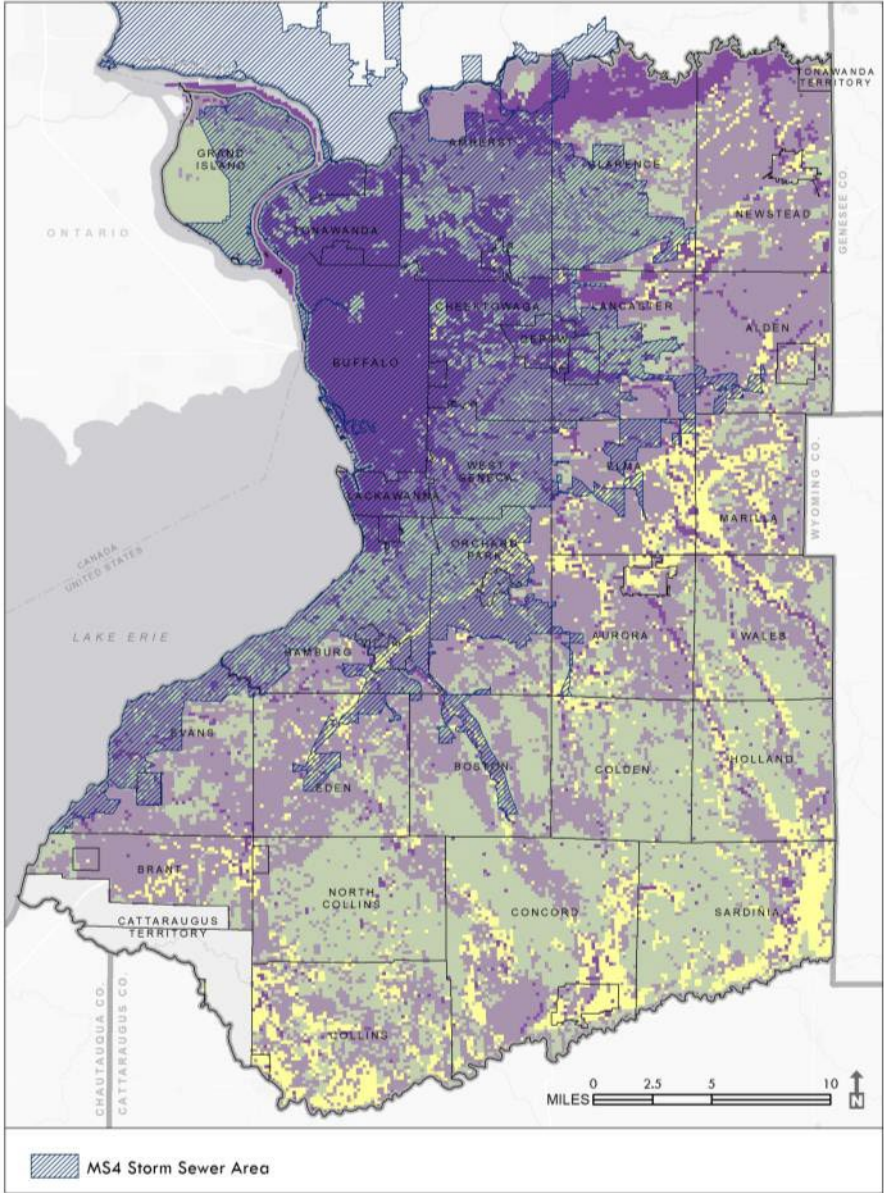 TONAWANDA
TERRITORY
GRAND
ISLAND
AMHERST
CLARENCE
GENESEE CO.
NEWSTEAD
ONTARIO
TONAWANDA
CHEEKTOWAGA
LANCASTER
ALDEN
DEPEW
BUFFALO
WYOMING CO.
WEST
SENECA
ELMA
LACKAWANNA
MARILLA
ORCHARD
PARK
CANADA
UNITED STATES
LAKE ERIE
AURORA
WALES
HAMBURG
EVANS
HOLLAND
BOSTON
COLDEN
EDEN
BRANT
NORTH
COLLINS
CONCORD
SARDINIA
CATTARAUGUS
TERRITORY
CHAUTAUQUA CO.
CATTARAUGUS CO.
COLLINS
0 2.5 5 10
MILES
N
MS4 Storm Sewer Area